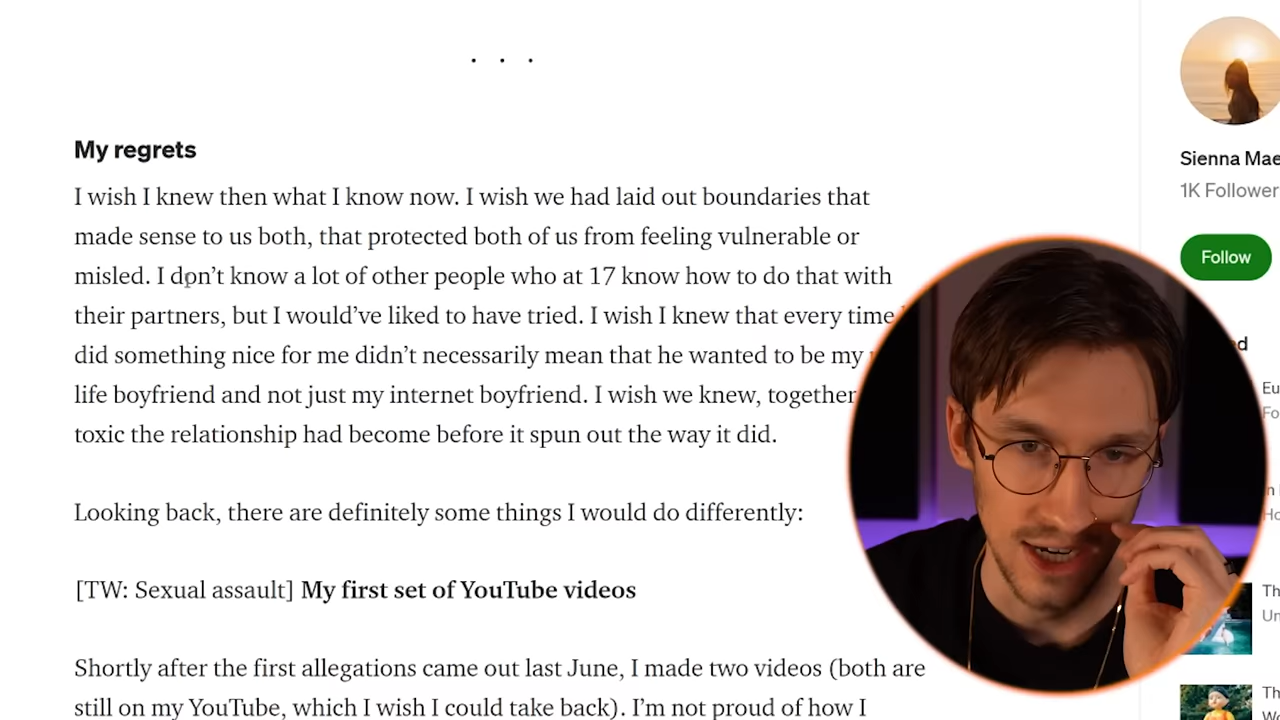 . . .
My regrets
I wish I knew then what I know now. I wish we had laid out boundaries that
made sense to us both, that protected both of us from feeling vulnerable or
misled. I don’t know a lot of other people who at 17 know how to do that with
their partners, but I would’ve liked to have tried. I wish I knew that every time
did something nice for me didn’t necessarily mean that he wanted to be my
life boyfriend and not just my internet boyfriend. I wish we knew, together
toxic the relationship had become before it spun out the way it did.
Looking back, there are definitely some things I would do differently:
[TW: Sexual assault] My first set of YouTube videos
Shortly after the first allegations came out last June, I made two videos (both are
still on my YouTube, which I wish I could take back). I’m not proud of how I
Sienna Mae
1K Follower
Follow
Eu
Th
Th